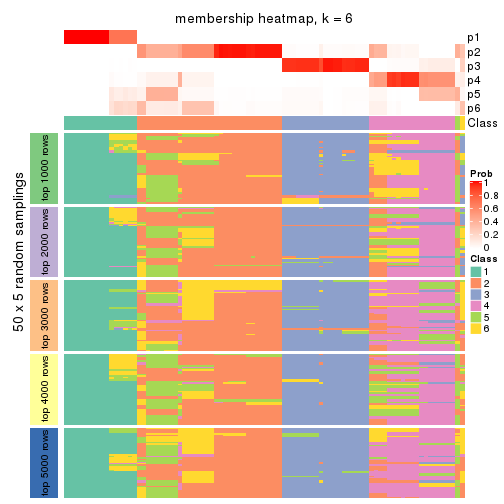 membership heatmap, k = 6
p1
p2
p3
p4
p5
p6
Class
50 x 5 random samplings
top 1000 rows
top 2000 rows
top 3000 rows
top 4000 rows
top 5000 rows
Prob
1
0.8
0.6
0.4
0.2
0
Class
1
2
3
4
5
6